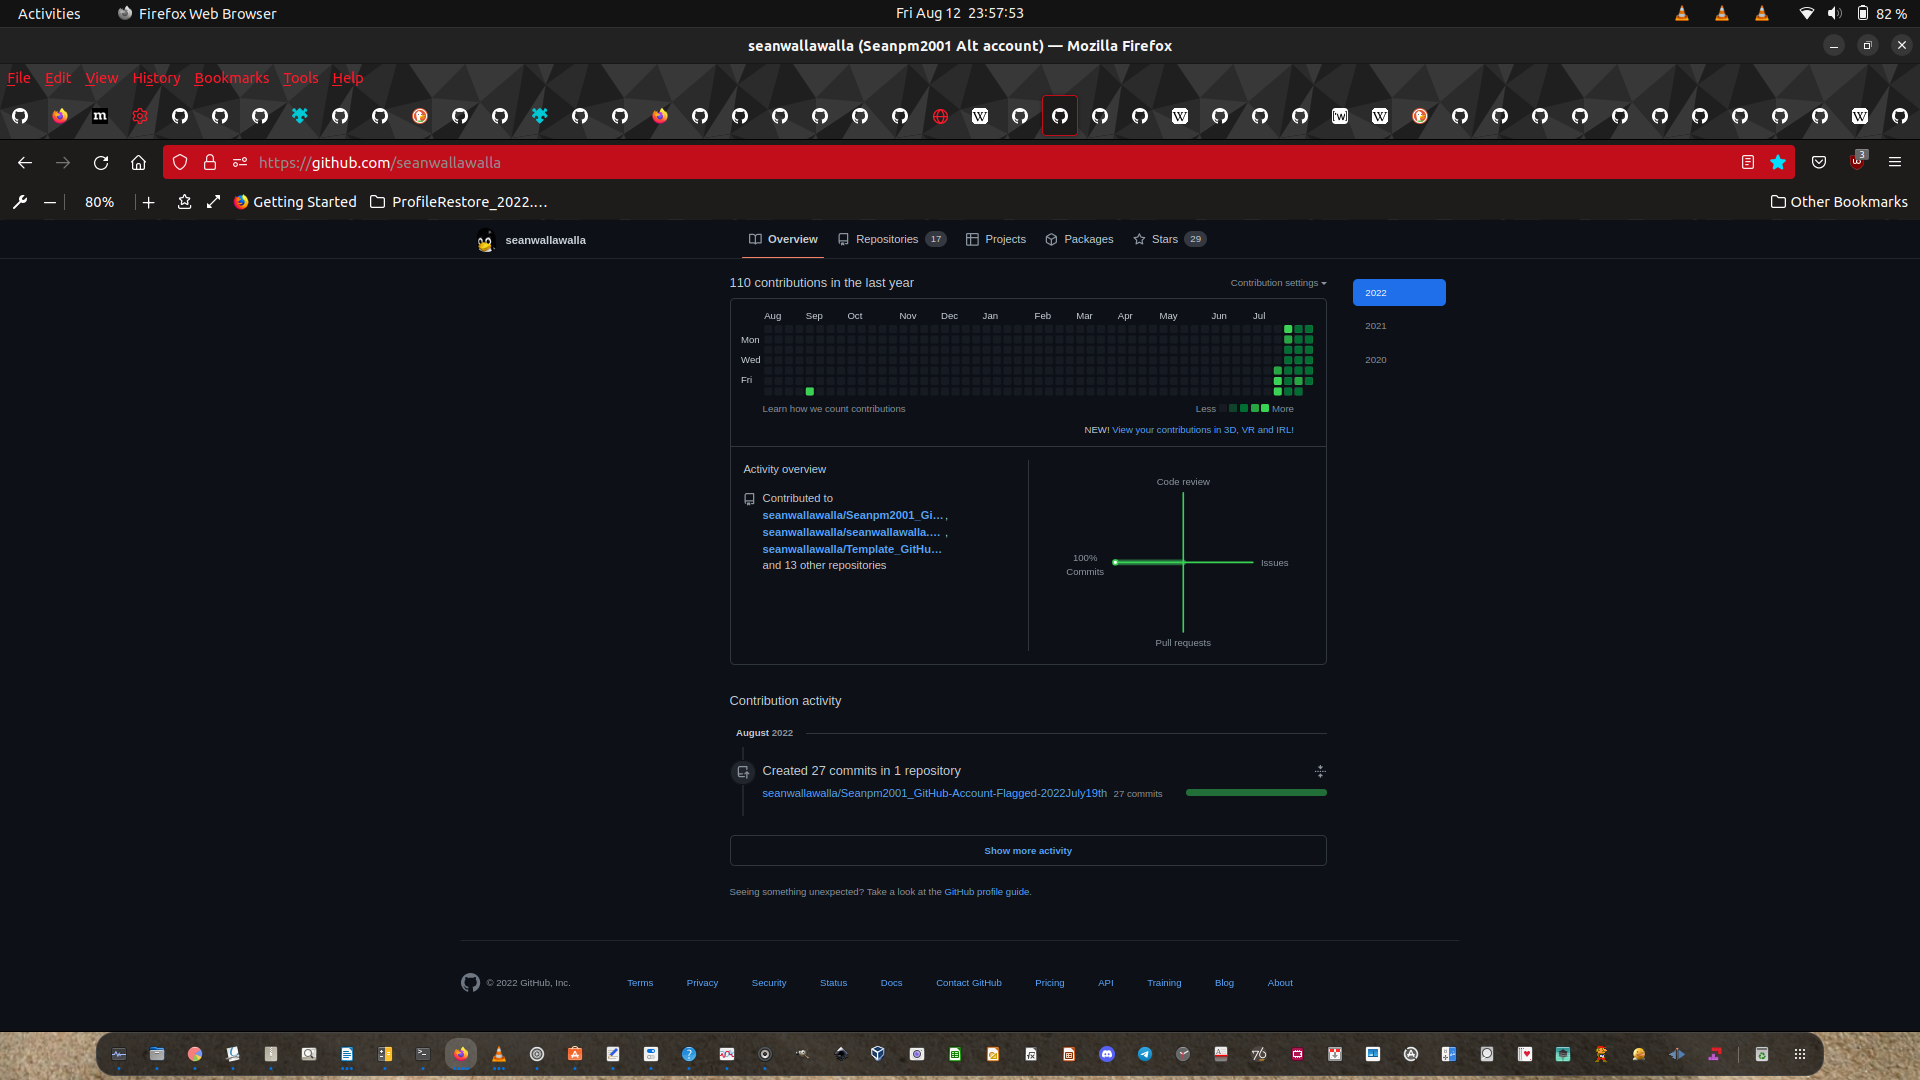 Activities
Firefox Web Browser
Fri Aug 12 23:57:53
82 %
seanwallawalla (Seanpm2001 Alt account) — Mozilla Firefox
File Edit View History Bookmarks Tools Help
https://github.com/seanwallawalla
3
80%
Getting Started
ProfileRestore_2022.…
Other Bookmarks
seanwallawalla
Overview
Repositories 17
Projects
Packages
Stars 29
110 contributions in the last year
Contribution settings
2022
2021
2020
Aug Sep Oct Nov Dec Jan Feb Mar Apr May Jun Jul
Mon
Wed
Fri
Learn how we count contributions
Less More
NEW! View your contributions in 3D, VR and IRL!
Activity overview
Contributed to
seanwallawalla/Seanpm2001_Gi… ,
seanwallawalla/seanwallawalla.… ,
seanwallawalla/Template_GitHu…
and 13 other repositories
Code review
100%
Commits
Issues
Pull requests
Contribution activity
August 2022
Created 27 commits in 1 repository
seanwallawalla/Seanpm2001_GitHub-Account-Flagged-2022July19th 27 commits
Show more activity
Seeing something unexpected? Take a look at the GitHub profile guide.
© 2022 GitHub, Inc.
Terms
Privacy
Security
Status
Docs
Contact GitHub
Pricing
API
Training
Blog
About